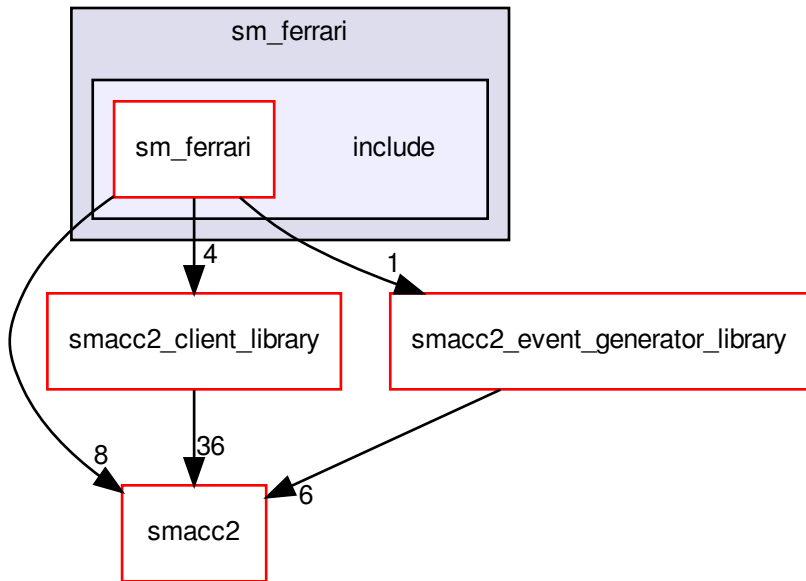 sm_ferrari
sm_ferrari
include
4
1
smacc2_client_library
smacc2_event_generator_library
8
36
6
smacc2